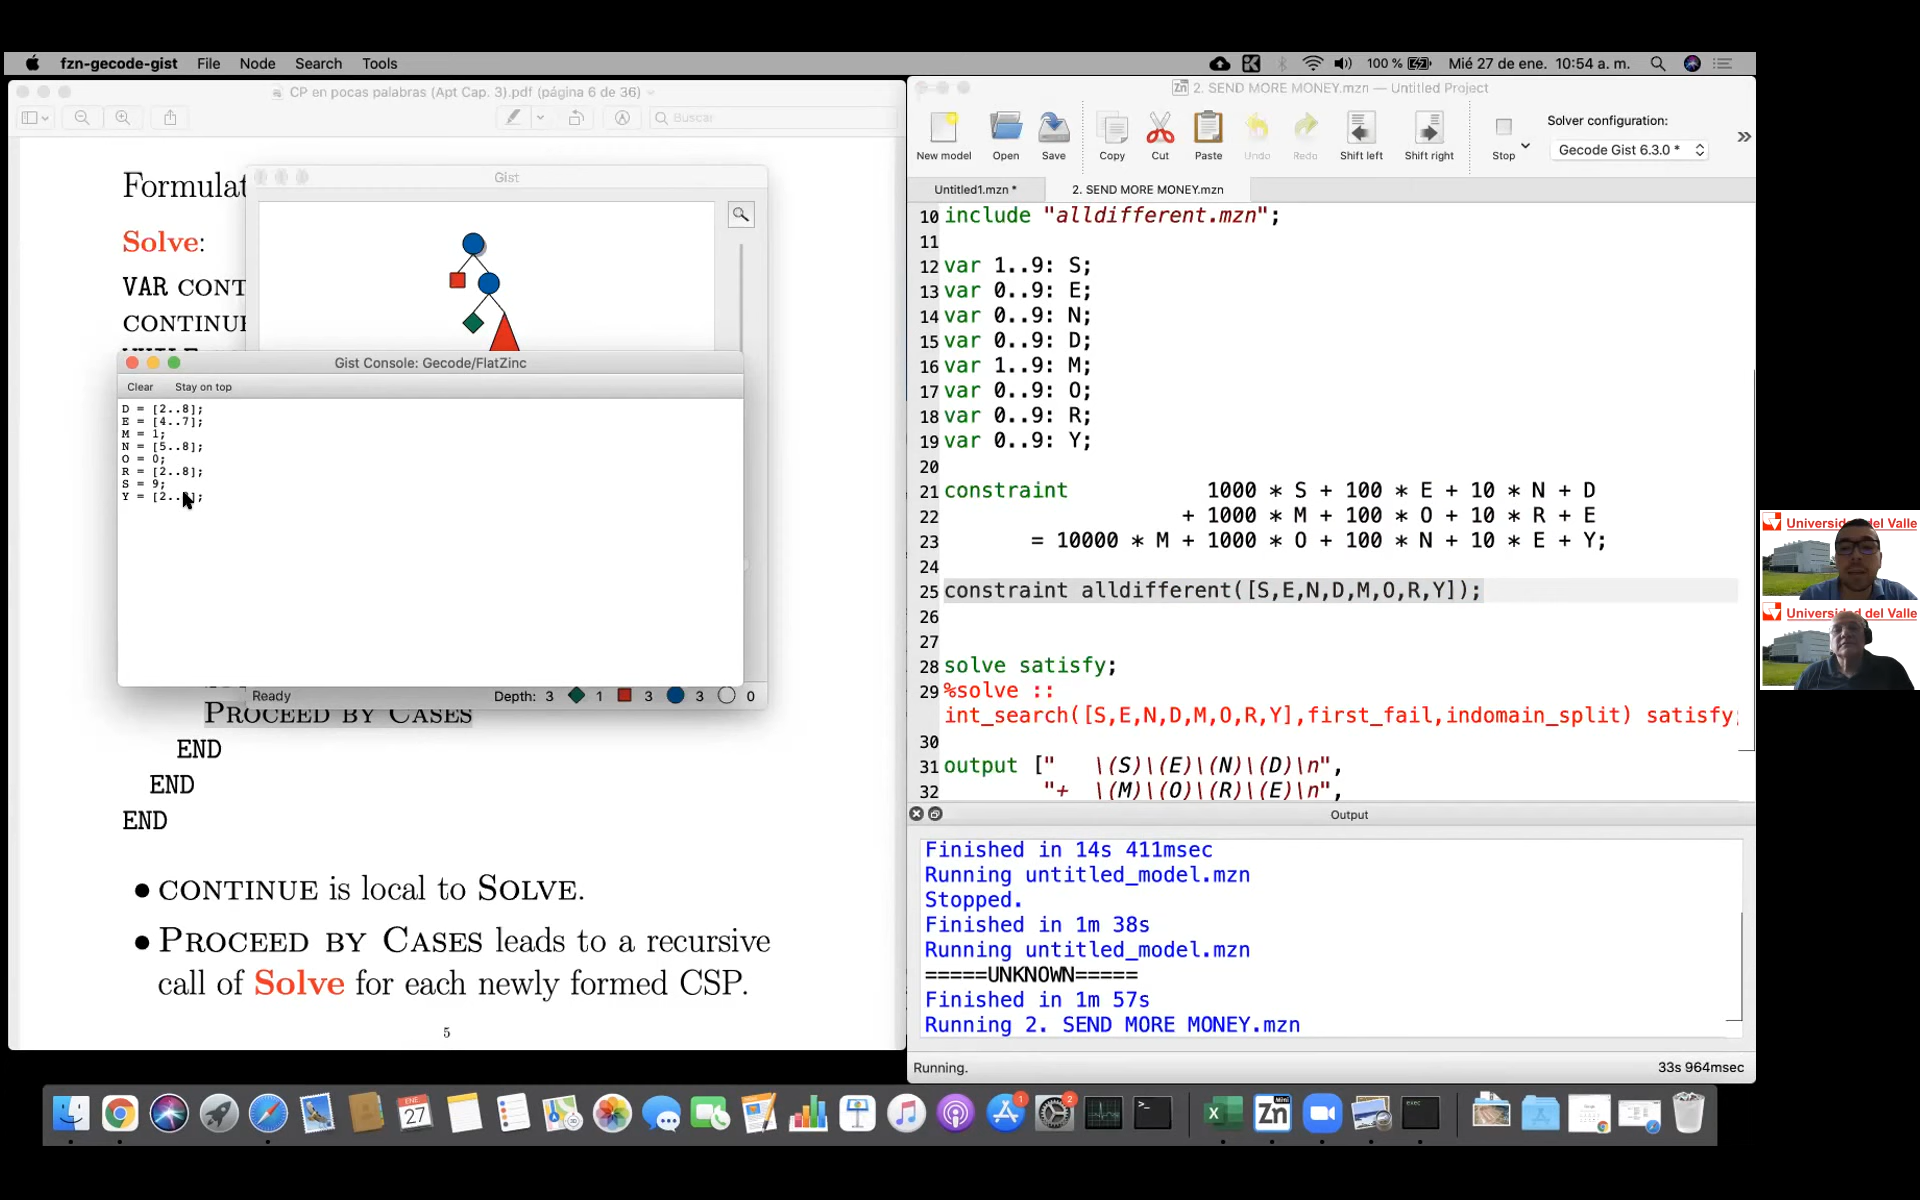 fzn-gecode-gist File Node Search Tools
100 % Mié 27 de ene. 10:54 a. m.
CP en pocas palabras (Apt Cap. 3).pdf (página 6 de 36)
Buscar
Formulat
Solve:
VAR CONT
CONTINUE
Gist
Gist Console: Gecode/FlatZinc
Clear Stay on top
D = [2..8];
E = [4..7];
M = 1;
N = [5..8];
O = 0;
R = [2..8];
S = 9;
Y = [2..
Ready Depth: 3 1 3 3 0
PROCEED BY CASES
END
END
END
• CONTINUE is local to SOLVE.
• PROCEED BY CASES leads to a recursive
call of Solve for each newly formed CSP.
5
2. SEND MORE MONEY.mzn — Untitled Project
New model Open Save Copy Cut Paste Undo Redo Shift left Shift right Stop
Solver configuration:
Gecode Gist 6.3.0 *
Untitled1.mzn * 2. SEND MORE MONEY.mzn
10 include "alldifferent.mzn";
11
12 var 1..9: S;
13 var 0..9: E;
14 var 0..9: N;
15 var 0..9: D;
16 var 1..9: M;
17 var 0..9: O;
18 var 0..9: R;
19 var 0..9: Y;
20
21 constraint 1000 * S + 100 * E + 10 * N + D
22 + 1000 * M + 100 * O + 10 * R + E
23 = 10000 * M + 1000 * O + 100 * N + 10 * E + Y;
24
25 constraint alldifferent([S,E,N,D,M,O,R,Y]);
26
27
28 solve satisfy;
29 %solve ::
int_search([S,E,N,D,M,O,R,Y],first_fail,indomain_split) satisfy;
30
31 output ["   \(S)\(E)\(N)\(D)\n",
32 "+  \(M)\(O)\(R)\(E)\n",
Output
Finished in 14s 411msec
Running untitled_model.mzn
Stopped.
Finished in 1m 38s
Running untitled_model.mzn
=====UNKNOWN=====
Finished in 1m 57s
Running 2. SEND MORE MONEY.mzn
Running. 33s 964msec
Universidad del Valle
del Valle
ENE
27